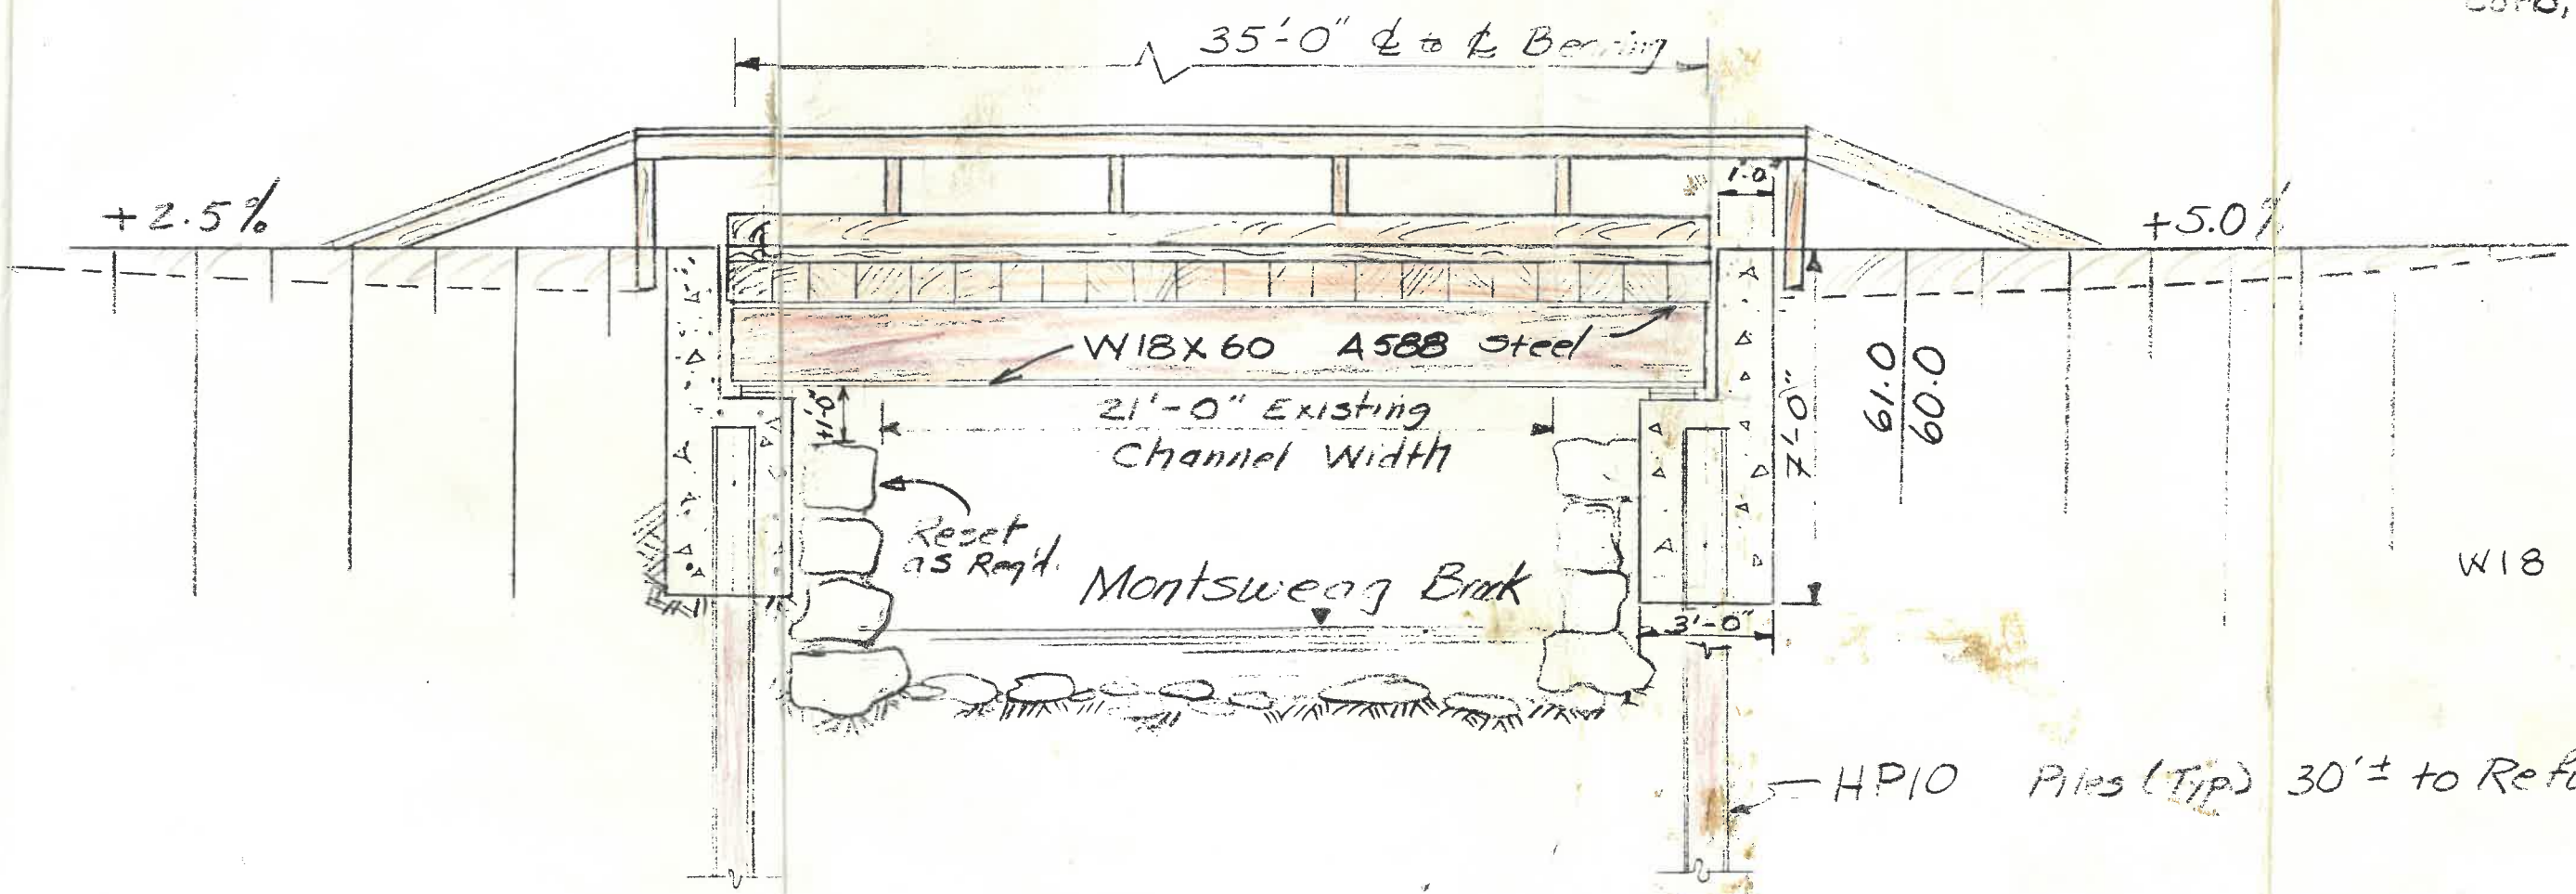 35'-0" ℄ to ℄ Bearing
1'-0"
+2.5%
+5.0%
W18X60 A588 Steel
±1'-0"
21'-0" Existing
Channel Width
7'-0"
61.0
60.0
Reset
as Req'd.
Montsweag Brook
W18
3'-0"
HP10 Piles (Typ) 30'± to Refu